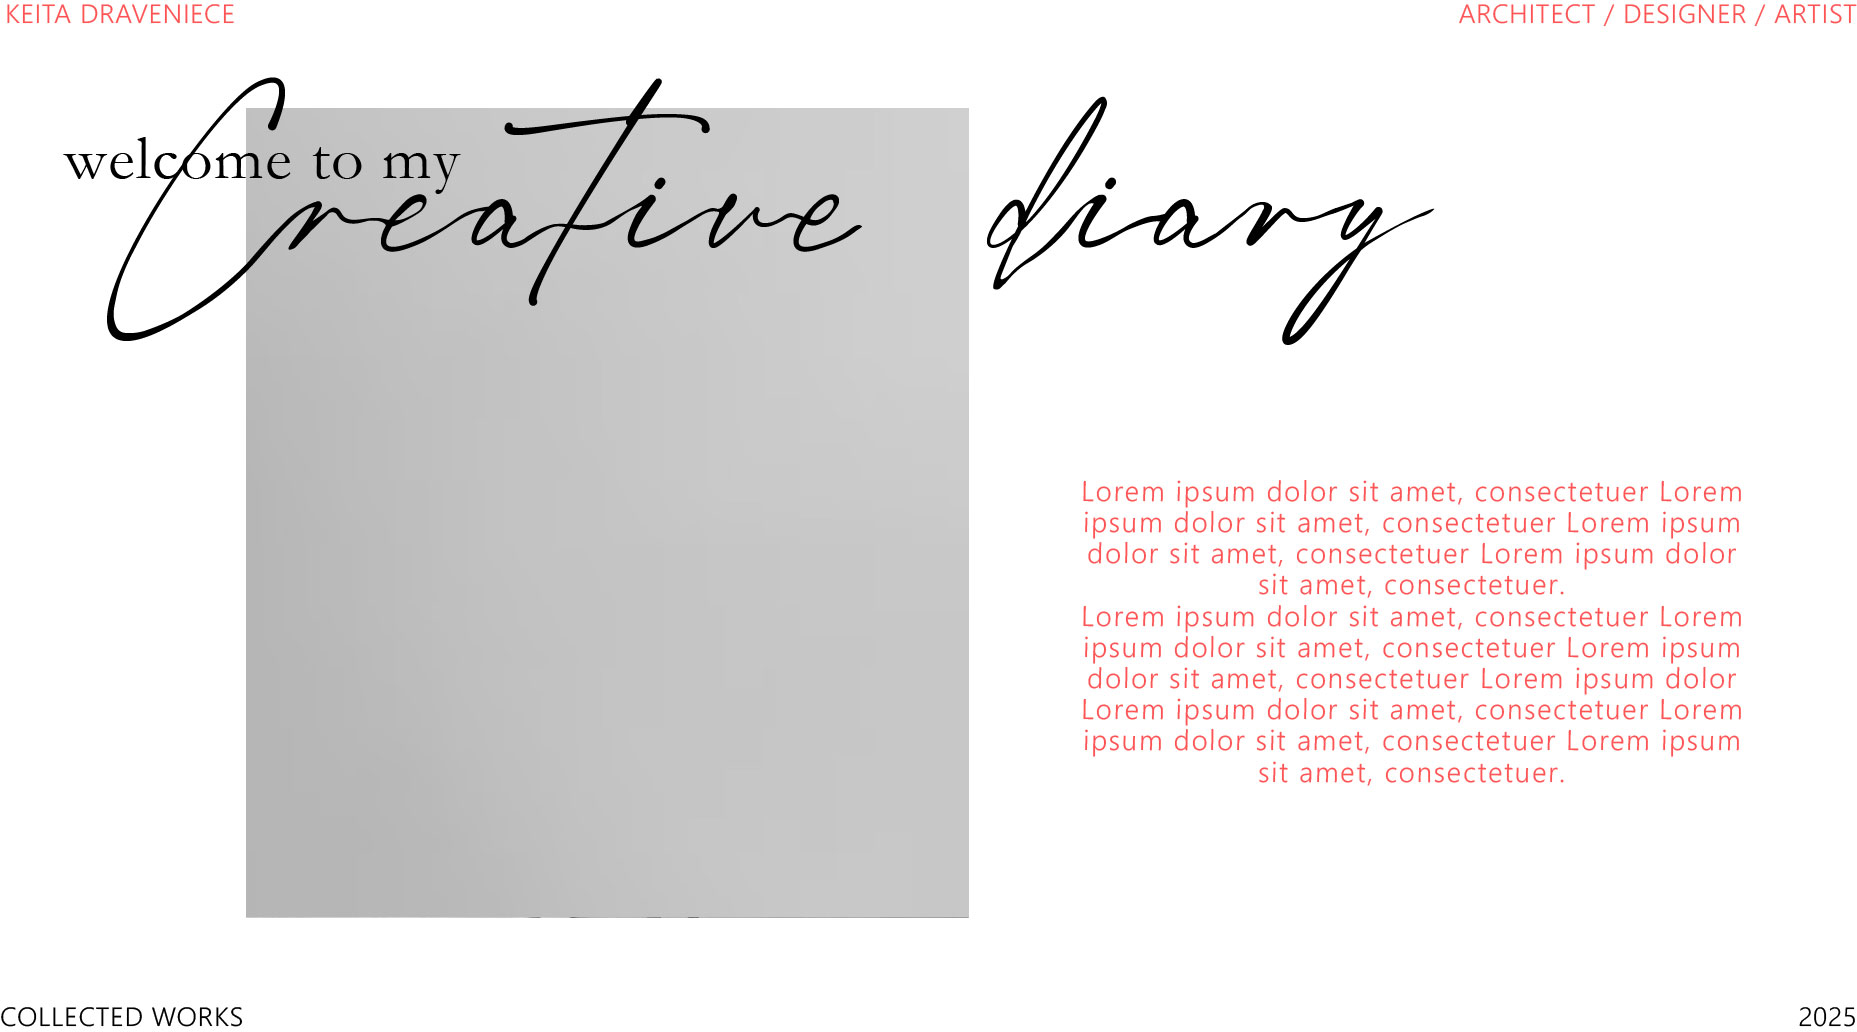 KEITA DRAVENIECE
ARCHITECT / DESIGNER / ARTIST
welcome to my
Creative diary
Lorem ipsum dolor sit amet, consectetuer Lorem
ipsum dolor sit amet, consectetuer Lorem ipsum
dolor sit amet, consectetuer Lorem ipsum dolor
sit amet, consectetuer.
Lorem ipsum dolor sit amet, consectetuer Lorem
ipsum dolor sit amet, consectetuer Lorem ipsum
dolor sit amet, consectetuer Lorem ipsum dolor
Lorem ipsum dolor sit amet, consectetuer Lorem
ipsum dolor sit amet, consectetuer Lorem ipsum
sit amet, consectetuer.
COLLECTED WORKS
2025